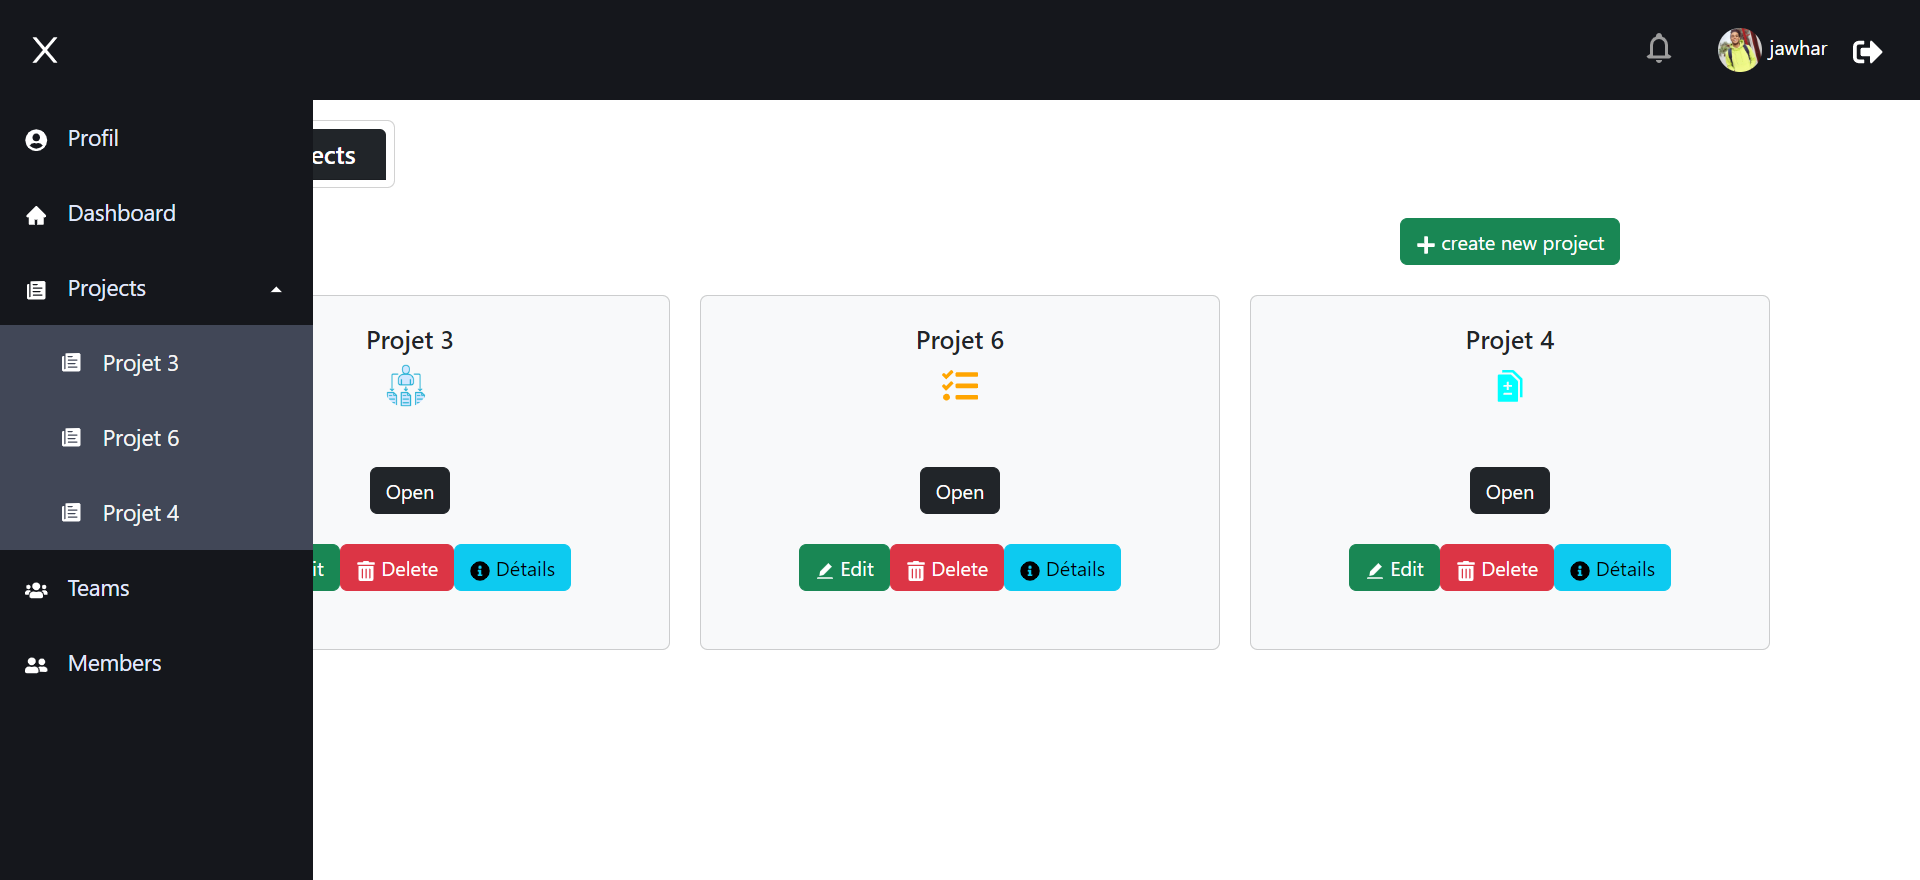 jawhar
Profil
Dashboard
Projects
Projet 3
Projet 6
Projet 4
Teams
Members
ects
create new project
Projet 3
Open
it Delete Détails
Projet 6
Open
Edit Delete Détails
Projet 4
Open
Edit Delete Détails